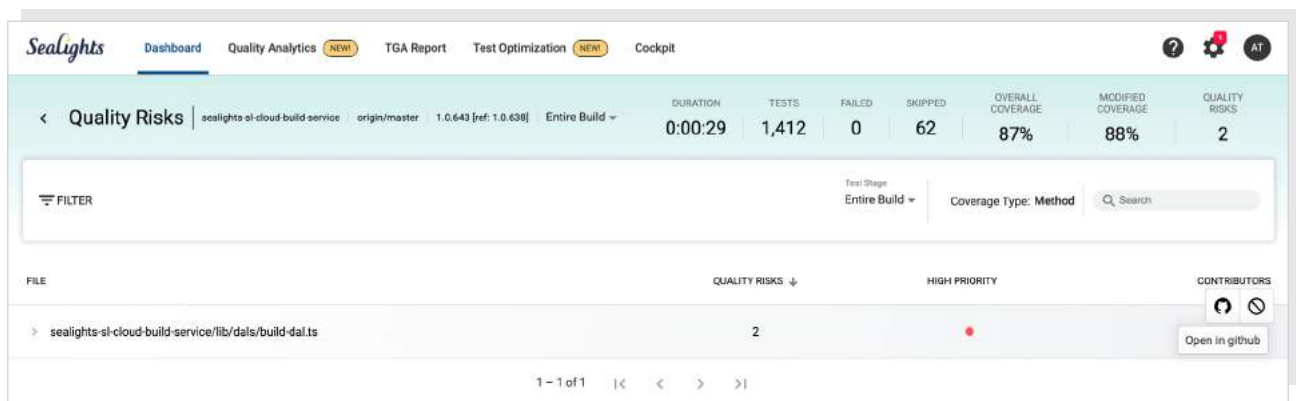 SeaLights Dashboard Quality Analytics NEW! TGA Report Test Optimization NEW! Cockpit 1 AT
DURATION TESTS FAILED SKIPPED OVERALL COVERAGE MODIFIED COVERAGE QUALITY RISKS
Quality Risks sealights-sl-cloud-build-service origin/master 1.0.643 [ref: 1.0.638] Entire Build 0:00:29 1,412 0 62 87% 88% 2
Test Stage
FILTER Entire Build Coverage Type: Method Search
FILE QUALITY RISKS HIGH PRIORITY CONTRIBUTORS
sealights-sl-cloud-build-service/lib/dals/build-dal.ts 2
Open in github
1 – 1 of 1